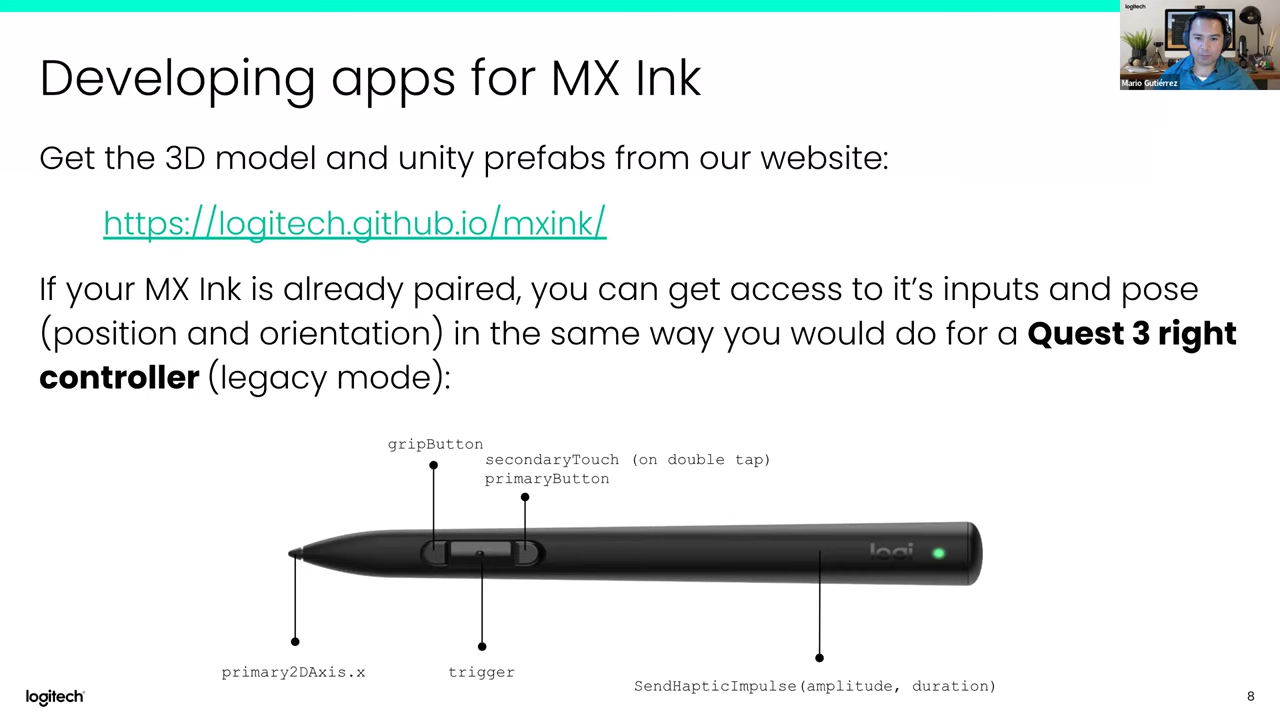 logitech
Mario Gutiérrez
Developing apps for MX Ink
Get the 3D model and unity prefabs from our website:
https://logitech.github.io/mxink/
If your MX Ink is already paired, you can get access to it’s inputs and pose
(position and orientation) in the same way you would do for a Quest 3 right
controller (legacy mode):
gripButton
secondaryTouch (on double tap)
primaryButton
logi
primary2DAxis.x
trigger
SendHapticImpulse(amplitude, duration)
logitech
8